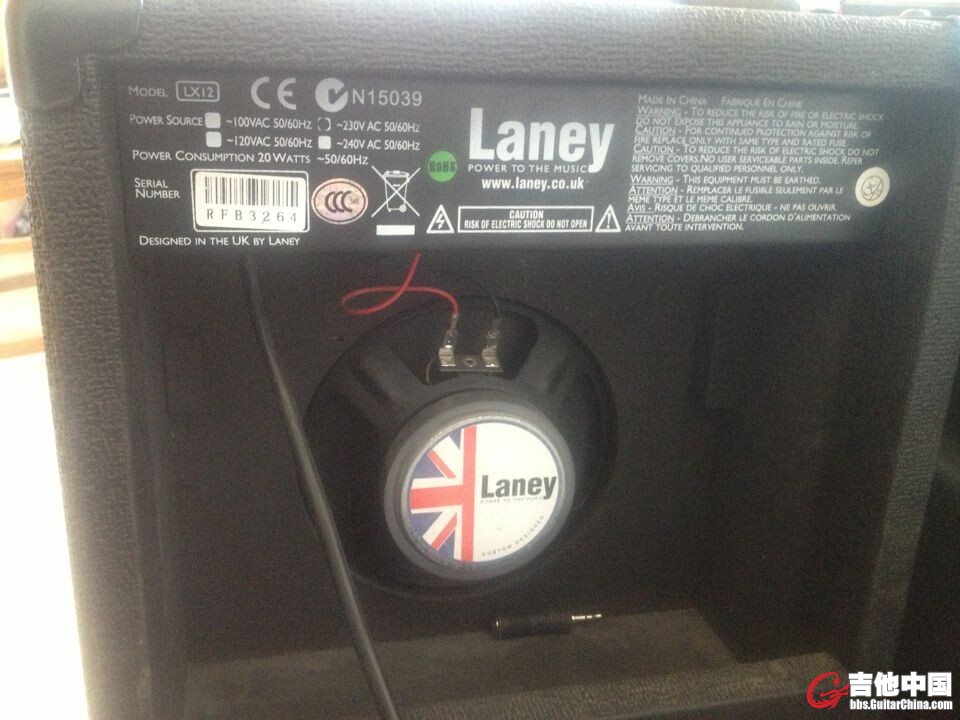 MODEL LX12
CE N15039
POWER SOURCE ~100VAC 50/60Hz ~230V AC 50/60Hz
~120VAC 50/60Hz ~240V AC 50/60Hz
POWER CONSUMPTION 20 WATTS ~50/60Hz
SERIAL
NUMBER
RFB3264
CCC
RoHS
DESIGNED IN THE UK BY LANEY
Laney
POWER TO THE MUSIC
www.laney.co.uk
CAUTION
RISK OF ELECTRIC SHOCK DO NOT OPEN
MADE IN CHINA FABRIQUE EN CHINE
WARNING - TO REDUCE THE RISK OF FIRE OR ELECTRIC SHOCK
DO NOT EXPOSE THIS APPLIANCE TO RAIN OR MOISTURE
CAUTION - FOR CONTINUED PROTECTION AGAINST RISK OF
FIRE REPLACE ONLY WITH SAME TYPE AND RATED FUSE.
CAUTION - TO REDUCE THE RISK OF ELECTRIC SHOCK DO NOT
REMOVE COVERS. NO USER SERVICEABLE PARTS INSIDE. REFER
SERVICING TO QUALIFIED PERSONNEL ONLY.
WARNING - THIS EQUIPMENT MUST BE EARTHED.
ATTENTION - REMPLACER LE FUSIBLE SEULEMENT PAR LE
MEME TYPE ET LE MEME CALIBRE.
AVIS - RISQUE DE CHOC ELECTRIQUE - NE PAS OUVRIR.
ATTENTION - DEBRANCHER LE CORDON D'ALIMENTATION
AVANT TOUTE INTERVENTION.
Laney
POWER TO THE MUSIC
CUSTOM DESIGNED
吉他中国
bbs.GuitarChina.com